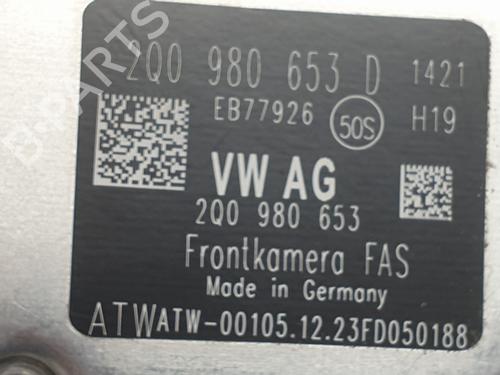 B-PARTS
2Q0 980 653 D 1421
EB77926 50S H19
VW AG
2Q0 980 653
Frontkamera FAS
Made in Germany
ATWATW-00105.12.23FD050188